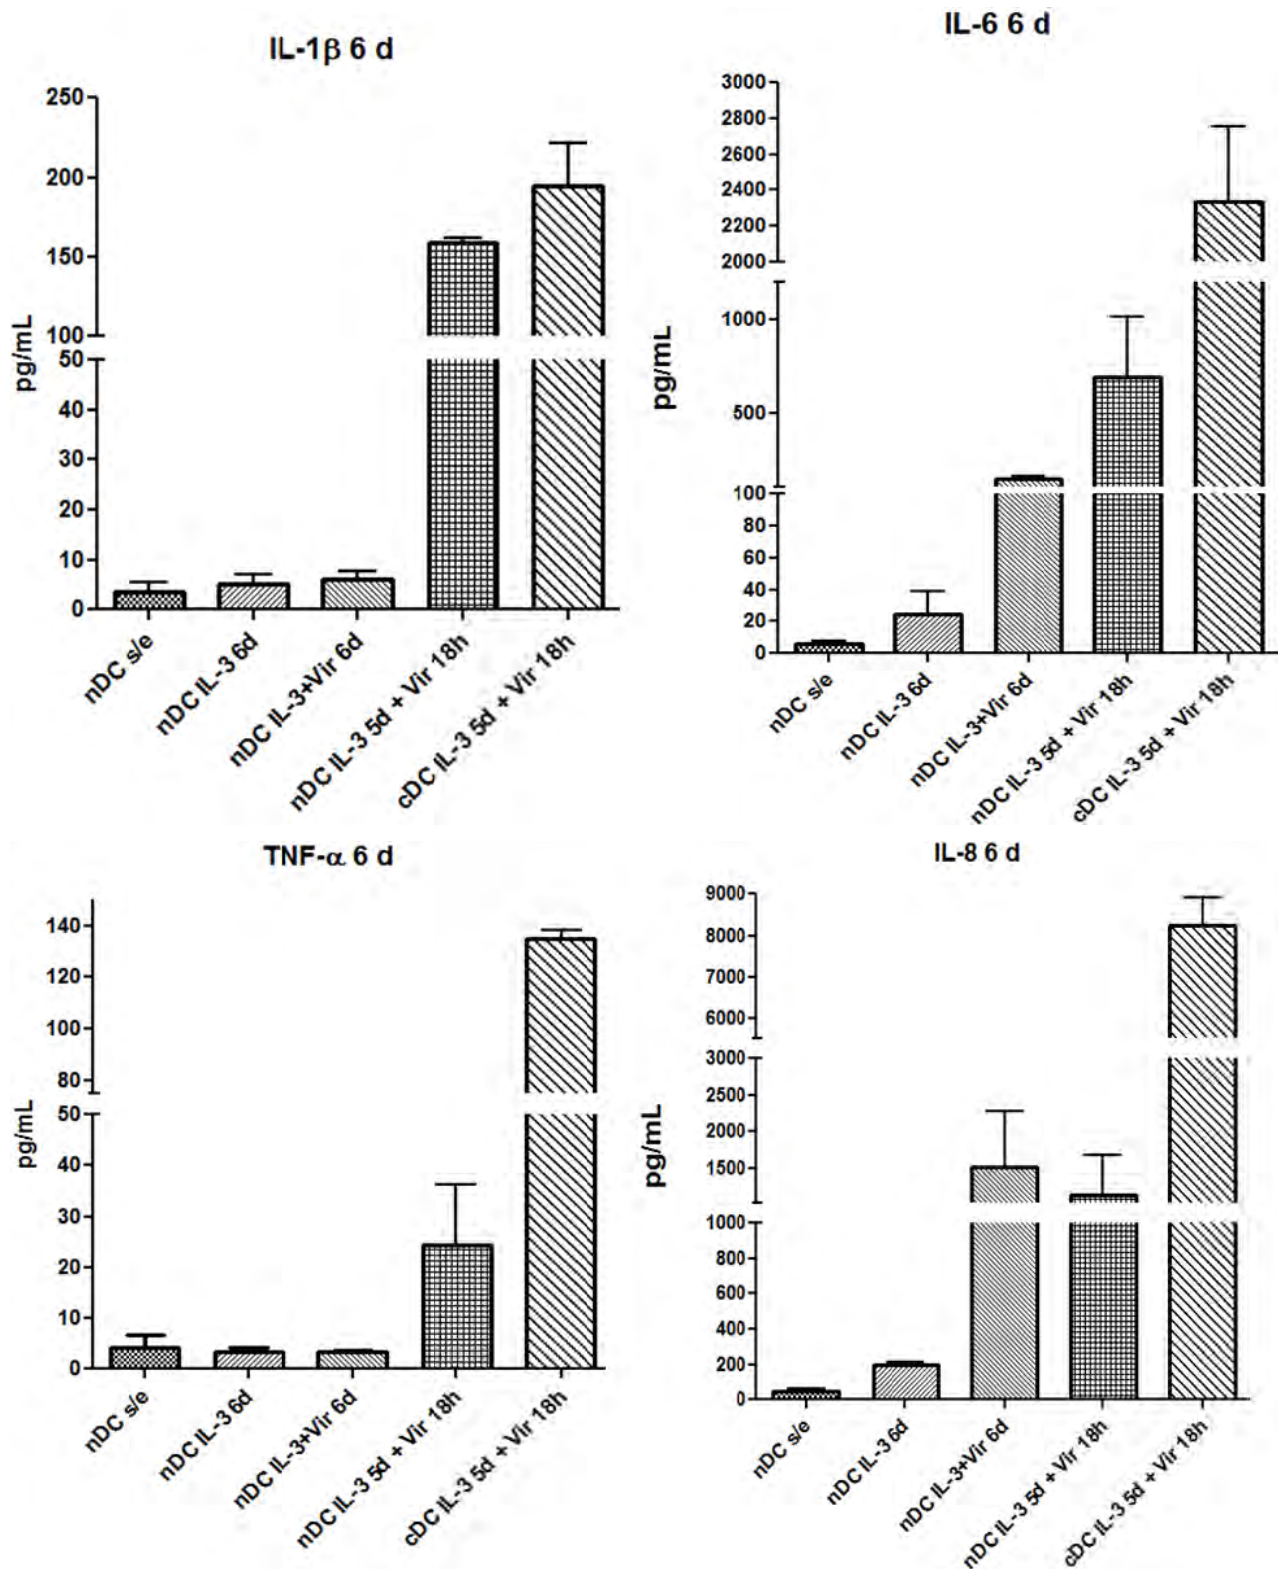 IL-1β 6 d
pg/mL
250
200
150
100
50
40
30
20
10
0
nDC s/e
nDC IL-3 6d
nDC IL-3+Vir 6d
nDC IL-3 5d + Vir 18h
cDC IL-3 5d + Vir 18h
IL-6 6 d
pg/mL
3000
2800
2600
2400
2200
2000
1000
500
100
80
60
40
20
0
nDC s/e
nDC IL-3 6d
nDC IL-3+Vir 6d
nDC IL-3 5d + Vir 18h
cDC IL-3 5d + Vir 18h
TNF-α 6 d
pg/mL
140
120
100
80
50
40
30
20
10
0
nDC s/e
nDC IL-3 6d
nDC IL-3+Vir 6d
nDC IL-3 5d + Vir 18h
cDC IL-3 5d + Vir 18h
IL-8 6 d
pg/mL
9000
8000
7000
6000
3000
2500
2000
1500
1000
800
600
400
200
0
nDC s/e
nDC IL-3 6d
nDC IL-3+Vir 6d
nDC IL-3 5d + Vir 18h
cDC IL-3 5d + Vir 18h